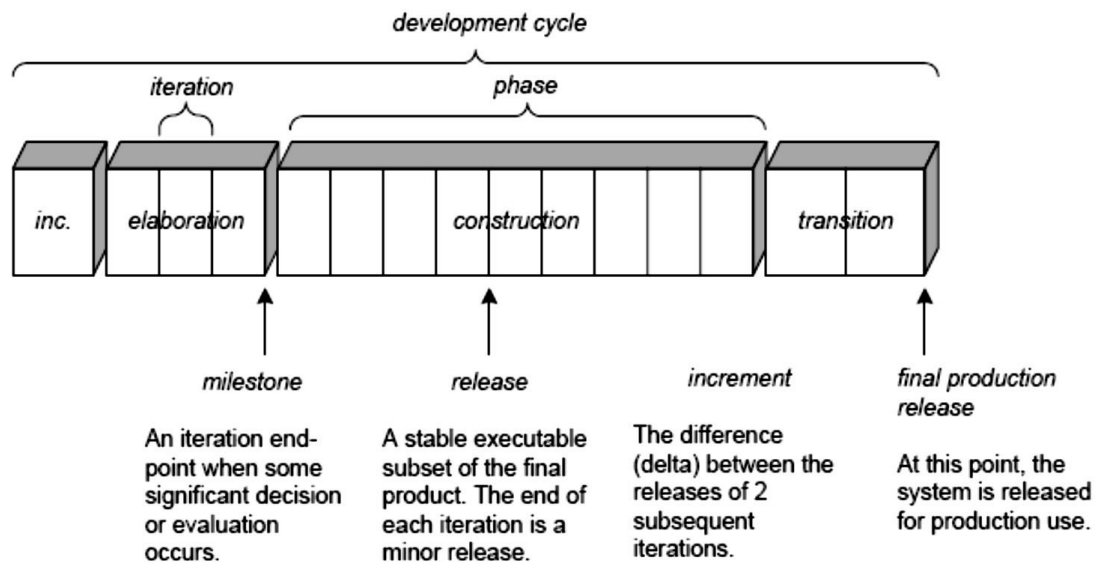 development cycle
iteration
phase
inc.
elaboration
construction
transition
milestone
An iteration end-
point when some
significant decision
or evaluation
occurs.
release
A stable executable
subset of the final
product. The end of
each iteration is a
minor release.
increment
The difference
(delta) between the
releases of 2
subsequent
iterations.
final production
release
At this point, the
system is released
for production use.